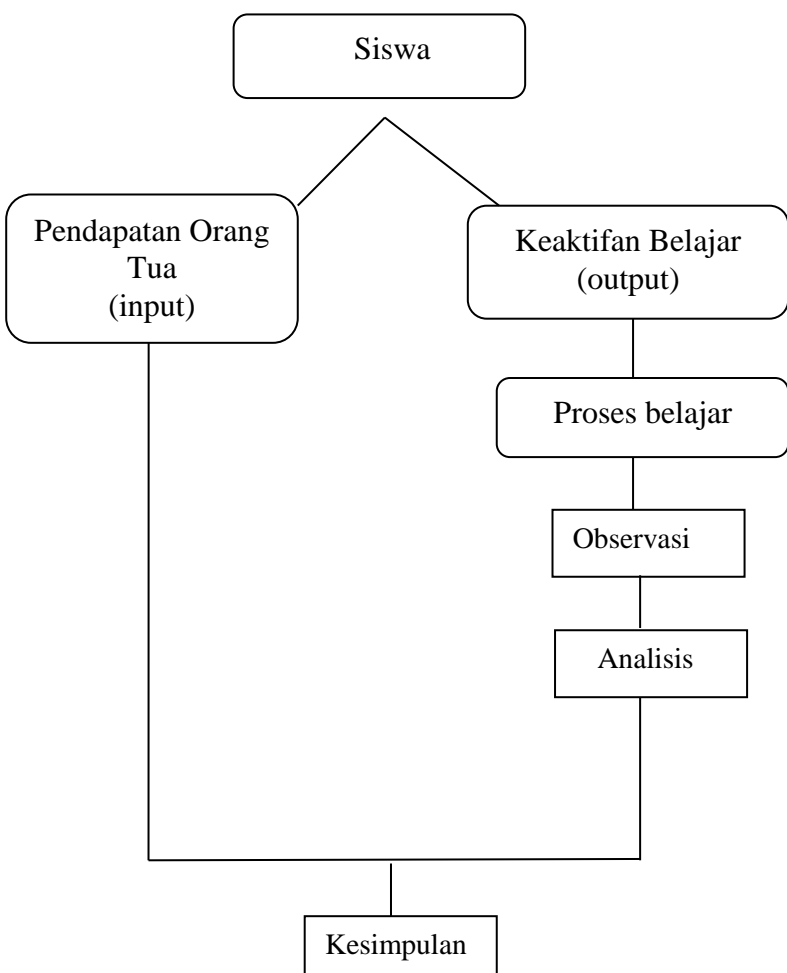 Siswa
Pendapatan Orang
Tua
(input)
Keaktifan Belajar
(output)
Proses belajar
Observasi
Analisis
Kesimpulan